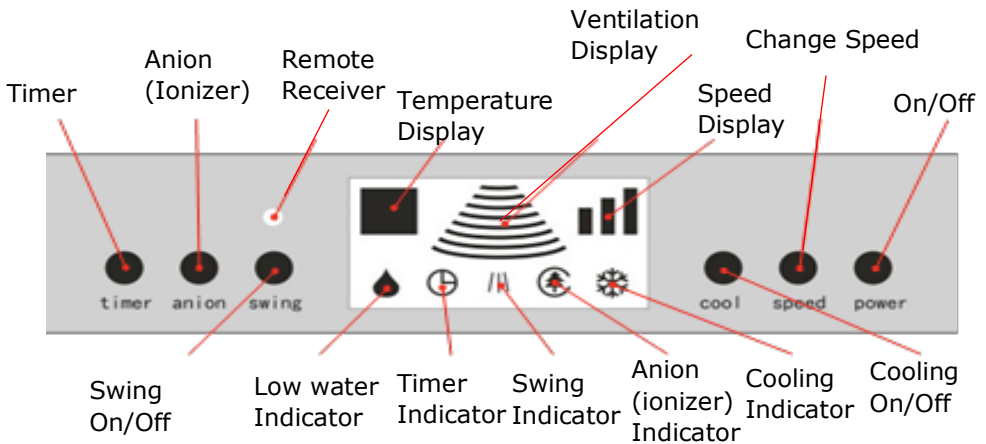 Timer
Anion
(Ionizer)
Remote
Receiver
Temperature
Display
Ventilation
Display
Speed
Display
Change Speed
On/Off
timer
anion
swing
cool
speed
power
Swing
On/Off
Low water
Indicator
Timer
Indicator
Swing
Indicator
Anion
(ionizer)
Indicator
Cooling
Indicator
Cooling
On/Off